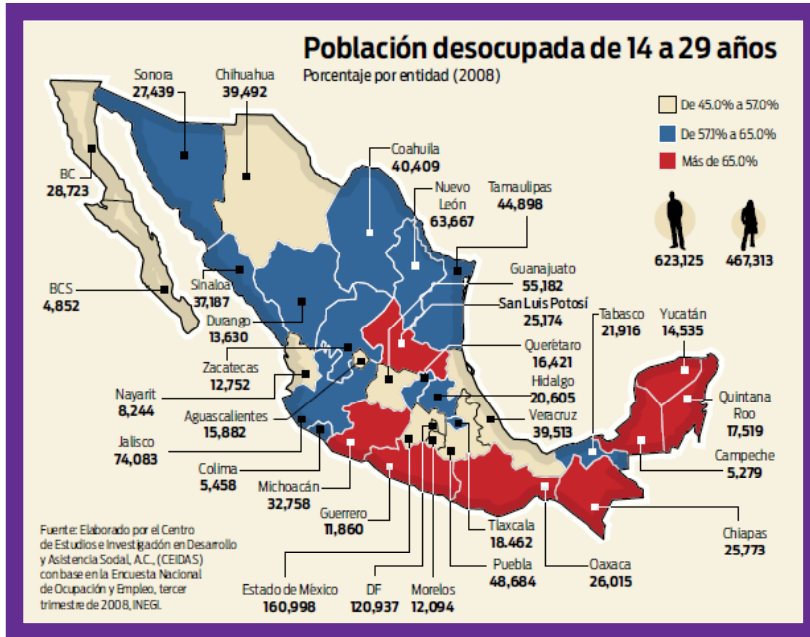 Población desocupada de 14 a 29 años
Porcentaje por entidad (2008)
De 45.0% a 57.0%
De 57.1% a 65.0%
Más de 65.0%
623,125
467,313
Sonora
27,439
Chihuahua
39,492
Coahuila
40,409
Nuevo
León
63,667
Tamaulipas
44,898
BC
28,723
BCS
4,852
Sinaloa
37,187
Durango
13,630
Zacatecas
12,752
Nayarit
8,244
Aguascalientes
15,882
Jalisco
74,083
Colima
5,458
Michoacán
32,758
Guerrero
11,860
Guanajuato
55,182
San Luis Potosí
25,174
Querétaro
16,421
Hidalgo
20,605
Veracruz
39,513
Tabasco
21,916
Yucatán
14,535
Quintana
Roo
17,519
Campeche
5,279
Chiapas
25,773
Oaxaca
26,015
Tlaxcala
18.462
Puebla
48,684
Morelos
12,094
DF
120,937
Estado de México
160,998
Fuente: Elaborado por el Centro
de Estudios e Investigación en Desarrollo
y Asistencia Social, A.C., (CEIDAS)
con base en la Encuesta Nacional
de Ocupación y Empleo, tercer
trimestre de 2008, INEGI.